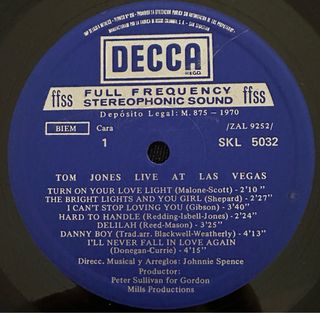 DECCA
REGD
ffss FULL FREQUENCY STEREOPHONIC SOUND ffss
Depósito Legal: M. 875 — 1970
BIEM Cara /ZAL 9252/
1 SKL 5032
TOM JONES LIVE AT LAS VEGAS
TURN ON YOUR LOVE LIGHT (Malone-Scott) - 2'10 "
THE BRIGHT LIGHTS AND YOU GIRL (Shepard) - 2'27"
I CAN'T STOP LOVING YOU (Gibson) - 3'40"
HARD TO HANDLE (Redding-Isbell-Jones) - 2'24"
DELILAH (Reed-Mason) - 3'25"
DANNY BOY (Trad.arr. Blackwell-Weatherly) - 4'13"
I'LL NEVER FALL IN LOVE AGAIN
(Donegan-Currie) - 4'15"
Direcc. Musical y Arreglos: Johnnie Spence
Productor:
Peter Sullivan for Gordon
Mills Productions